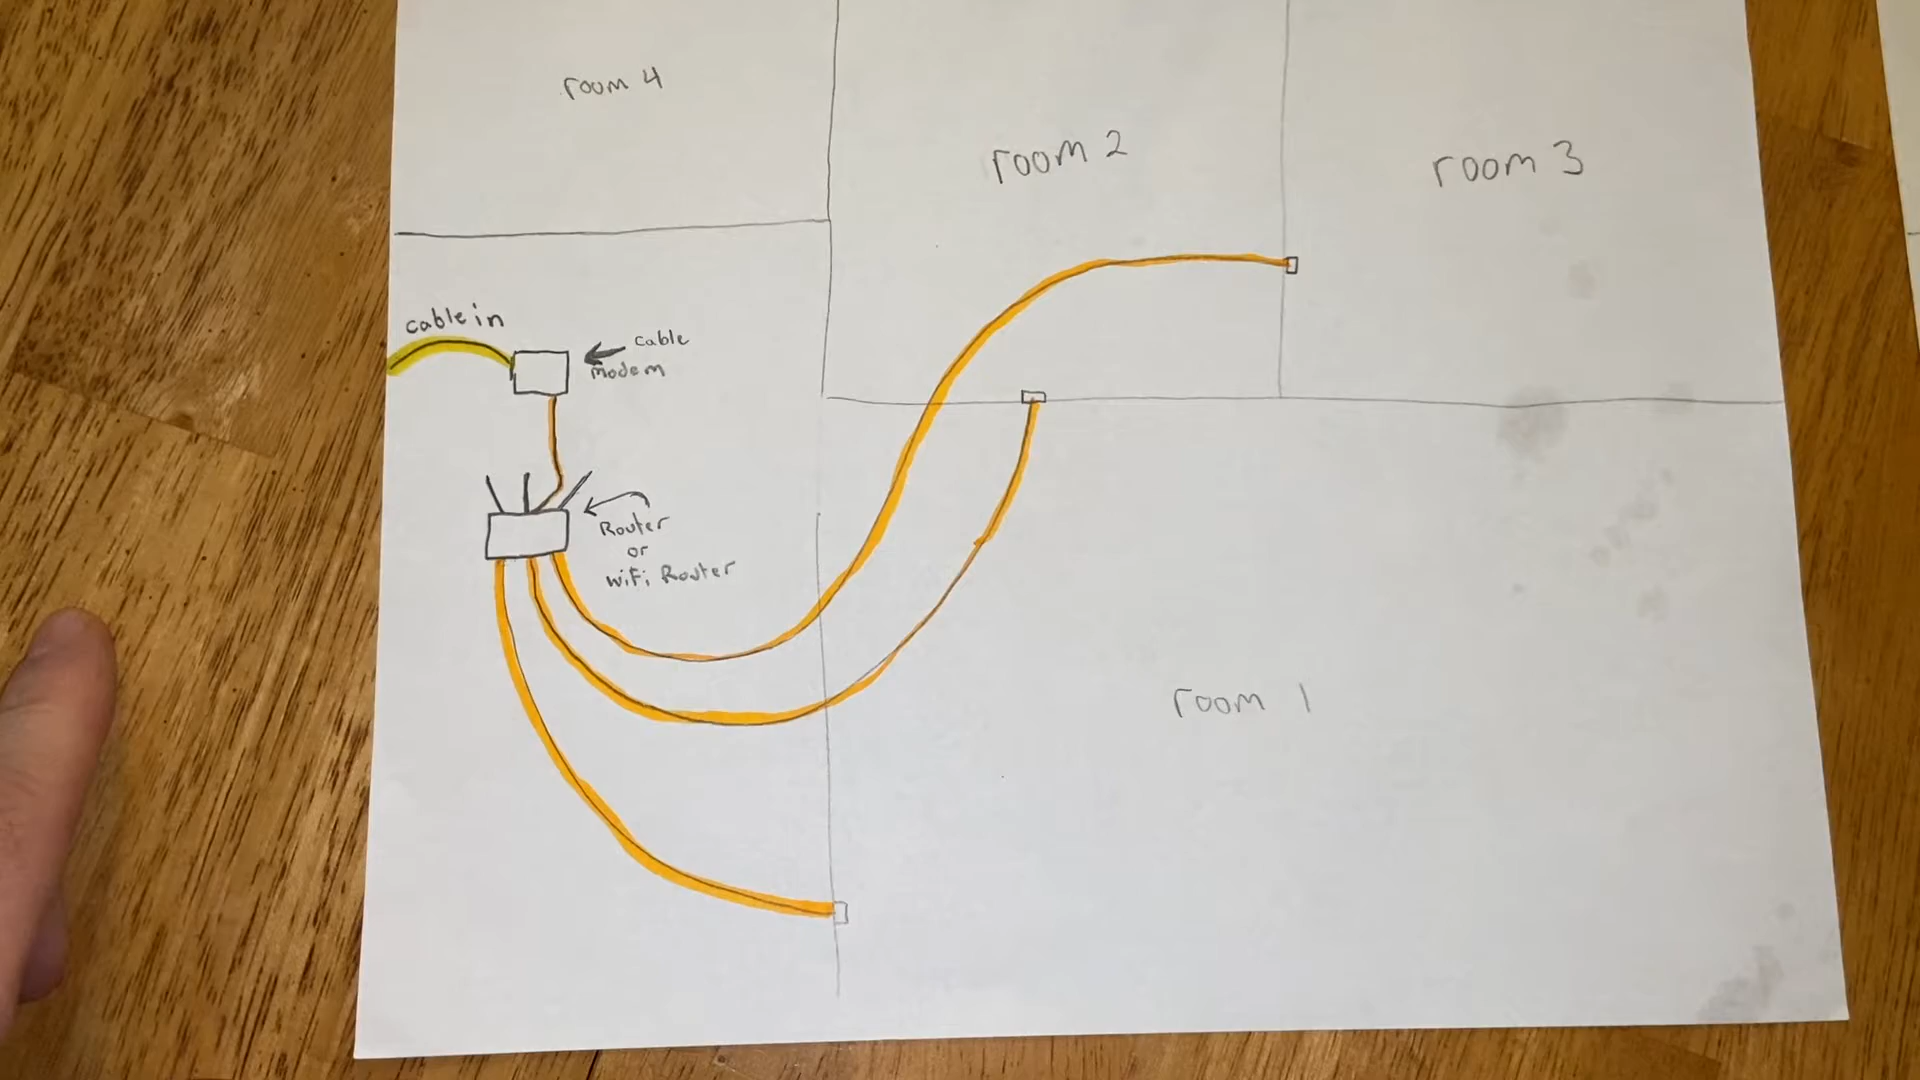 room 4
room 2
room 3
cable in
cable
modem
Router
or
wifi Router
room 1